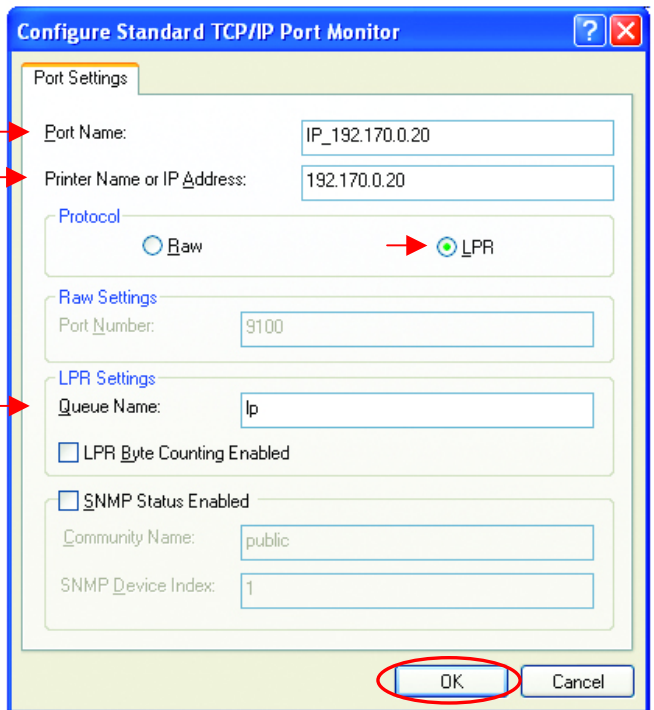 Configure Standard TCP/IP Port Monitor
Port Settings
Port Name: IP_192.170.0.20
Printer Name or IP Address: 192.170.0.20
Protocol
Raw LPR
Raw Settings
Port Number: 9100
LPR Settings
Queue Name: lp
LPR Byte Counting Enabled
SNMP Status Enabled
Community Name: public
SNMP Device Index: 1
OK Cancel